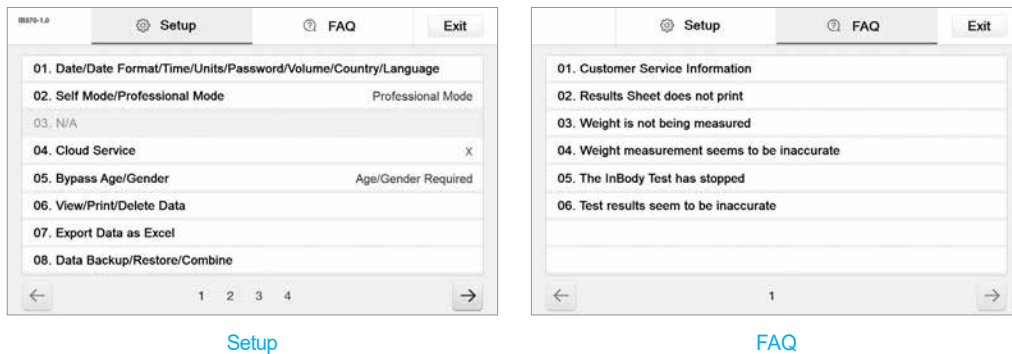 IB370-1.0
Setup
FAQ
Exit
01. Date/Date Format/Time/Units/Password/Volume/Country/Language
02. Self Mode/Professional Mode Professional Mode
03. N/A
04. Cloud Service X
05. Bypass Age/Gender Age/Gender Required
06. View/Print/Delete Data
07. Export Data as Excel
08. Data Backup/Restore/Combine
1 2 3 4
Setup
Setup
FAQ
Exit
01. Customer Service Information
02. Results Sheet does not print
03. Weight is not being measured
04. Weight measurement seems to be inaccurate
05. The InBody Test has stopped
06. Test results seem to be inaccurate
1
FAQ